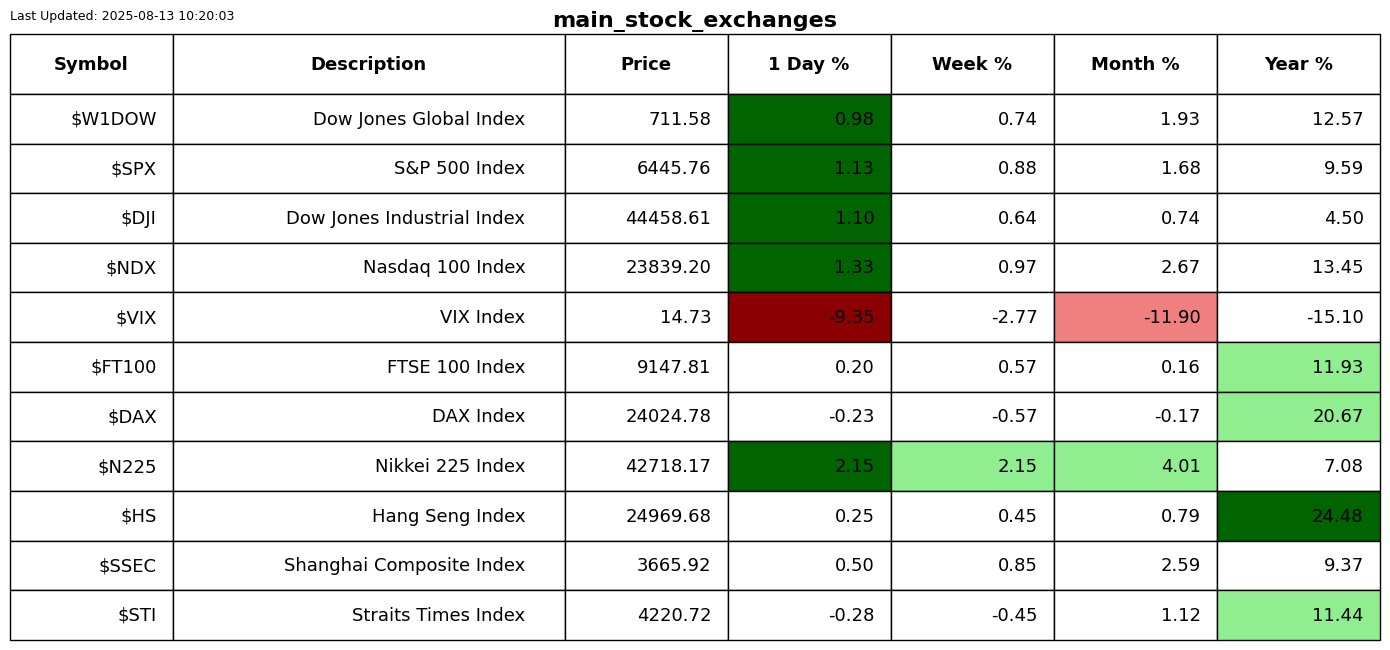 Last Updated: 2025-08-13 10:20:03
main_stock_exchanges
Symbol Description Price 1 Day % Week % Month % Year %
$W1DOW Dow Jones Global Index 711.58 0.98 0.74 1.93 12.57
$SPX S&P 500 Index 6445.76 1.13 0.88 1.68 9.59
$DJI Dow Jones Industrial Index 44458.61 1.10 0.64 0.74 4.50
$NDX Nasdaq 100 Index 23839.20 1.33 0.97 2.67 13.45
$VIX VIX Index 14.73 -9.35 -2.77 -11.90 -15.10
$FT100 FTSE 100 Index 9147.81 0.20 0.57 0.16 11.93
$DAX DAX Index 24024.78 -0.23 -0.57 -0.17 20.67
$N225 Nikkei 225 Index 42718.17 2.15 2.15 4.01 7.08
$HS Hang Seng Index 24969.68 0.25 0.45 0.79 24.48
$SSEC Shanghai Composite Index 3665.92 0.50 0.85 2.59 9.37
$STI Straits Times Index 4220.72 -0.28 -0.45 1.12 11.44